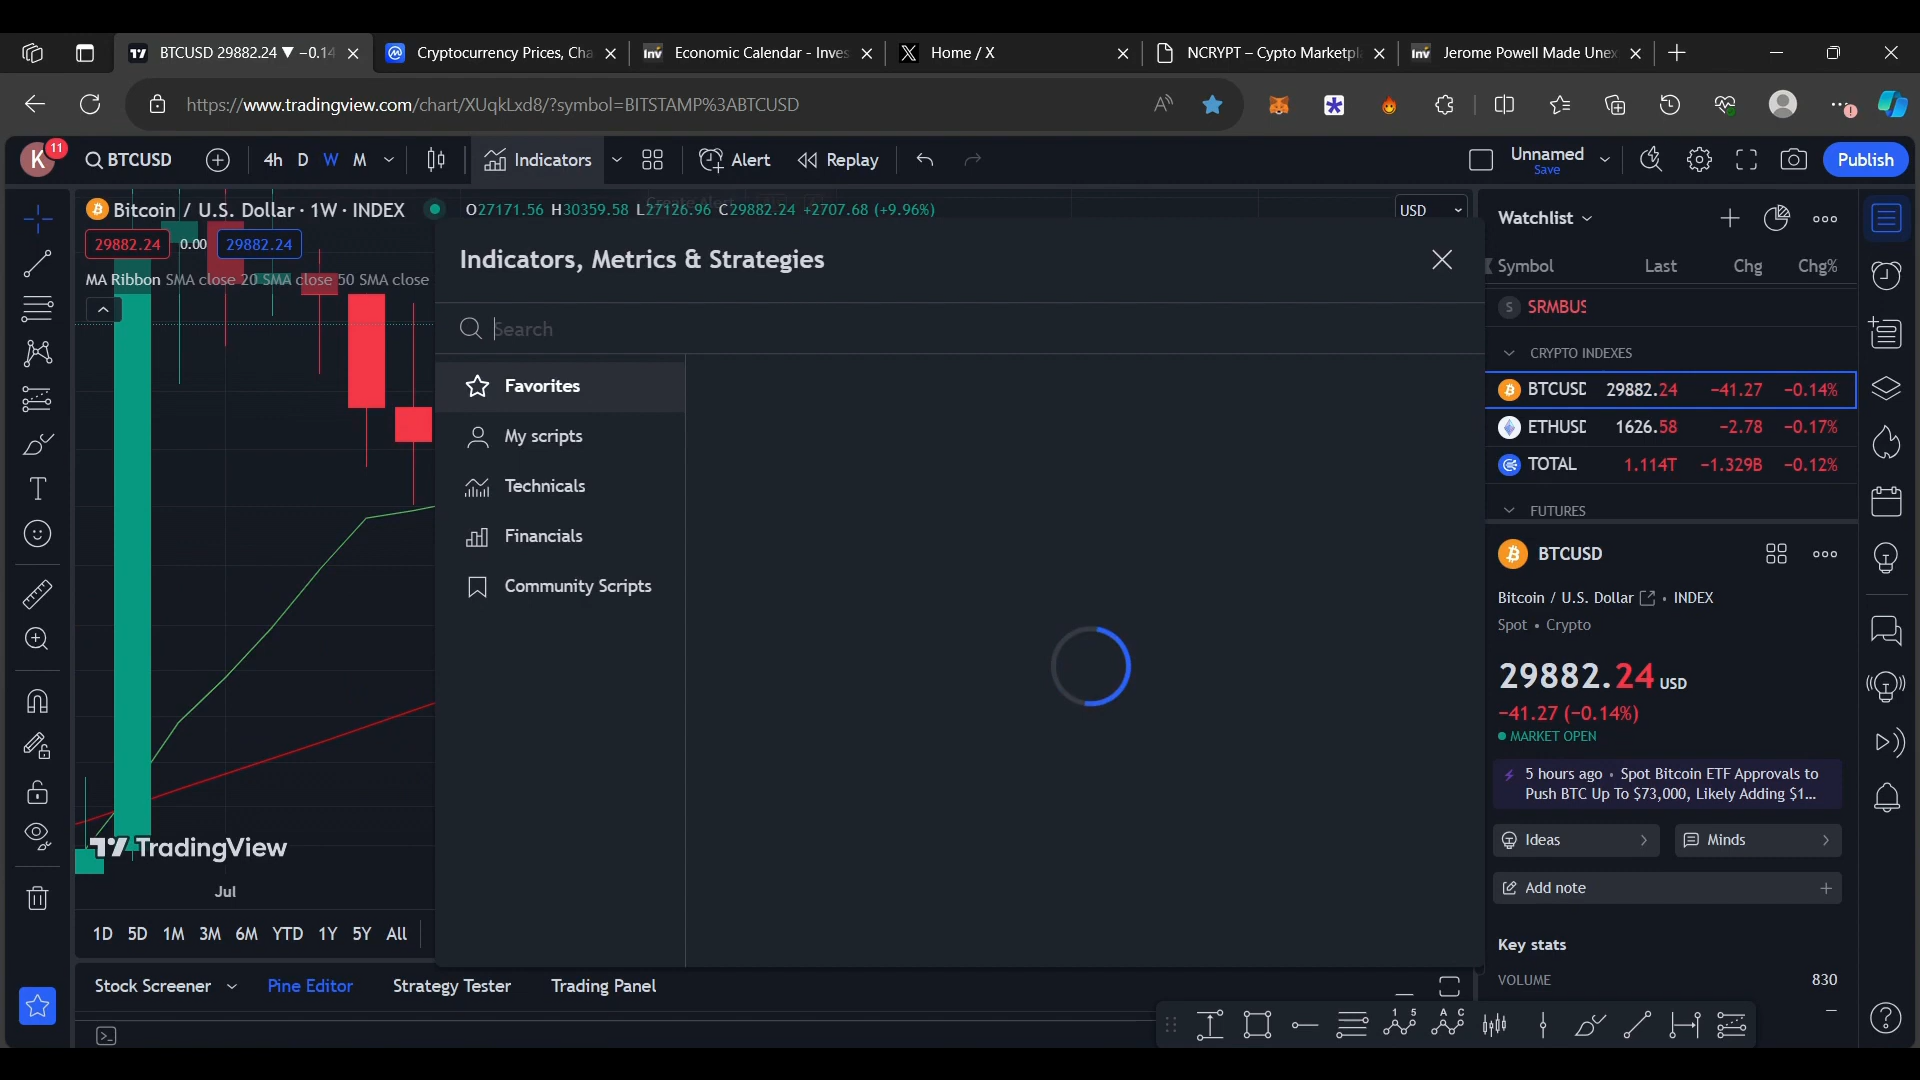 BTCUSD 29882.24 ▼ −0.14
Cryptocurrency Prices, Cha
Economic Calendar - Inves
Home / X
NCRYPT – Cypto Marketpl
Jerome Powell Made Unex
https://www.tradingview.com/chart/XUqkLxd8/?symbol=BITSTAMP%3ABTCUSD
K
11
BTCUSD
4h D W M
Indicators
Alert
Replay
Unnamed
Save
Publish
Bitcoin / U.S. Dollar · 1W · INDEX
O27171.56 H30359.58 L27126.96 C29882.24 +2707.68 (+9.96%)
USD
29882.24 0.00 29882.24
MA Ribbon SMA close 20 SMA close 50 SMA close
Indicators, Metrics & Strategies
Search
Favorites
My scripts
Technicals
Financials
Community Scripts
TradingView
Jul
1D 5D 1M 3M 6M YTD 1Y 5Y All
Stock Screener
Pine Editor
Strategy Tester
Trading Panel
Watchlist
Symbol Last Chg Chg%
S SRMBUS
CRYPTO INDEXES
BTCUSD 29882.24 −41.27 −0.14%
ETHUSD 1626.58 −2.78 −0.17%
TOTAL 1.114T −1.329B −0.12%
FUTURES
BTCUSD
Bitcoin / U.S. Dollar • INDEX
Spot • Crypto
29882.24 USD
−41.27 (−0.14%)
MARKET OPEN
5 hours ago • Spot Bitcoin ETF Approvals to
Push BTC Up To $73,000, Likely Adding $1...
Ideas
Minds
Add note
Key stats
VOLUME 830